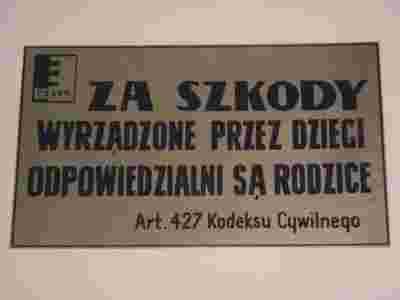 ZA SZKODY
WYRZĄDZONE PRZEZ DZIECI
ODPOWIEDZIALNI SĄ RODZICE
Art. 427 Kodeksu Cywilnego